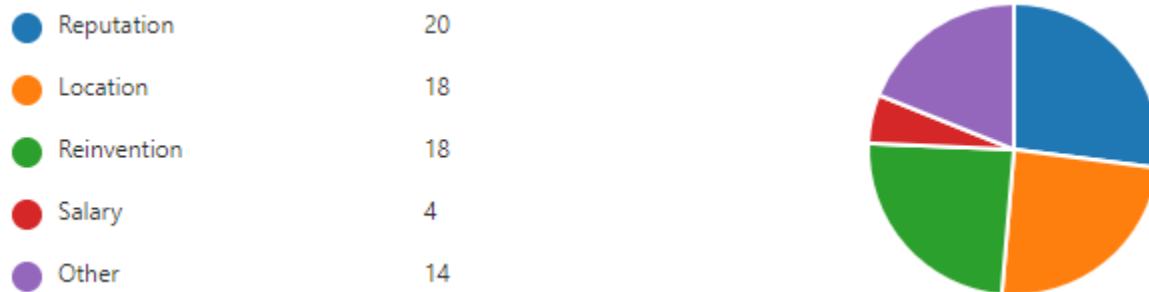 Reputation 20
Location 18
Reinvention 18
Salary 4
Other 14